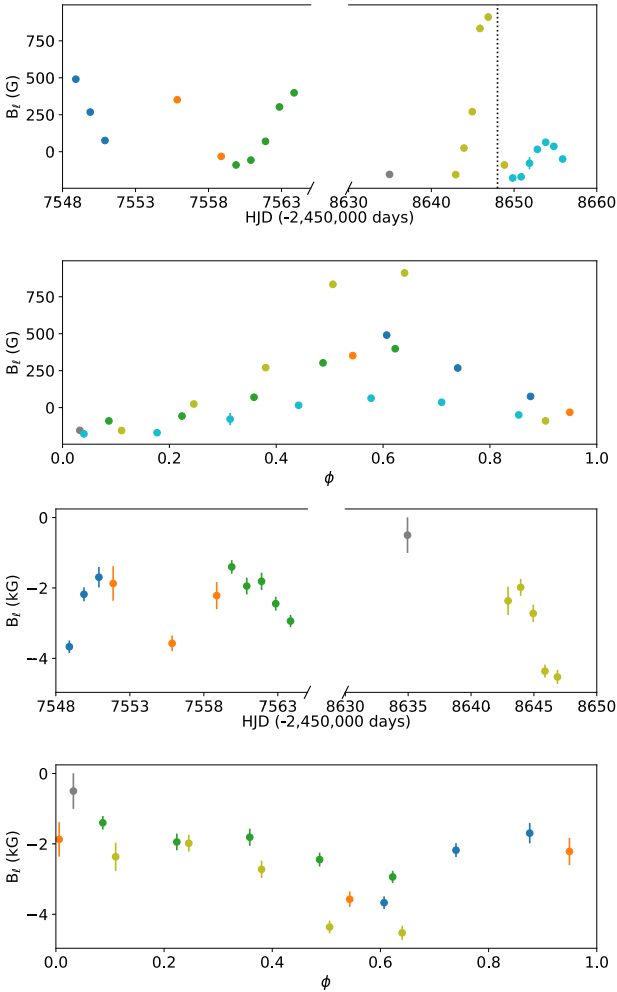 750
500
250
0
B_ℓ (G)
7548 7553 7558 7563 8630 8640 8650 8660
HJD (-2,450,000 days)
750
500
250
0
B_ℓ (G)
0.0 0.2 0.4 0.6 0.8 1.0
ϕ
0
−2
−4
B_ℓ (kG)
7548 7553 7558 7563 8630 8635 8640 8645 8650
HJD (-2,450,000 days)
0
−2
−4
B_ℓ (kG)
0.0 0.2 0.4 0.6 0.8 1.0
ϕ